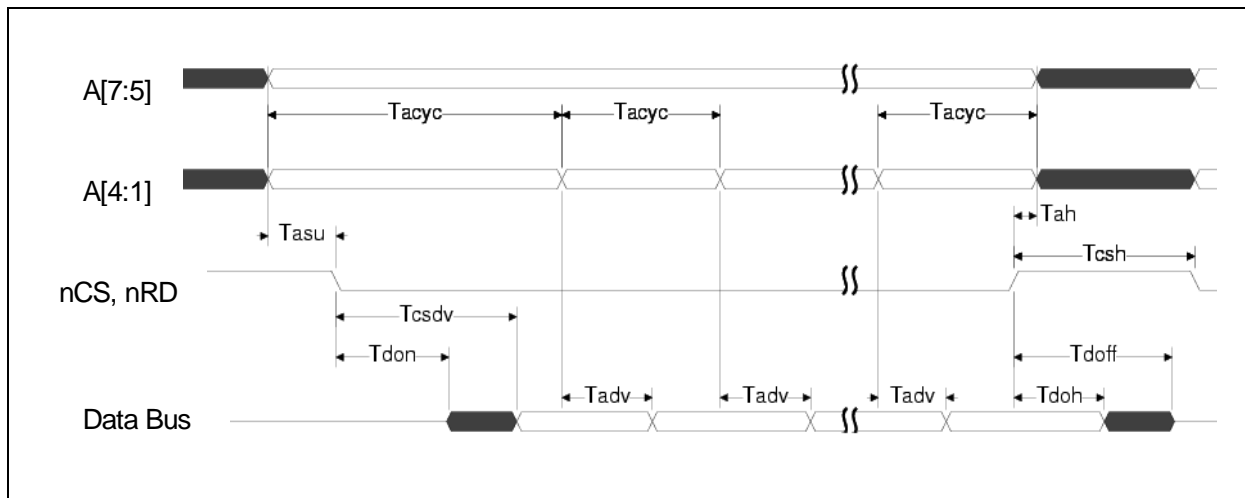 A[7:5]
Tacyc Tacyc Tacyc
A[4:1]
Tasu Tah
Tcsh
nCS, nRD
Tcsdv
Tdon Tdoff
Tadv Tadv Tadv Tdoh
Data Bus